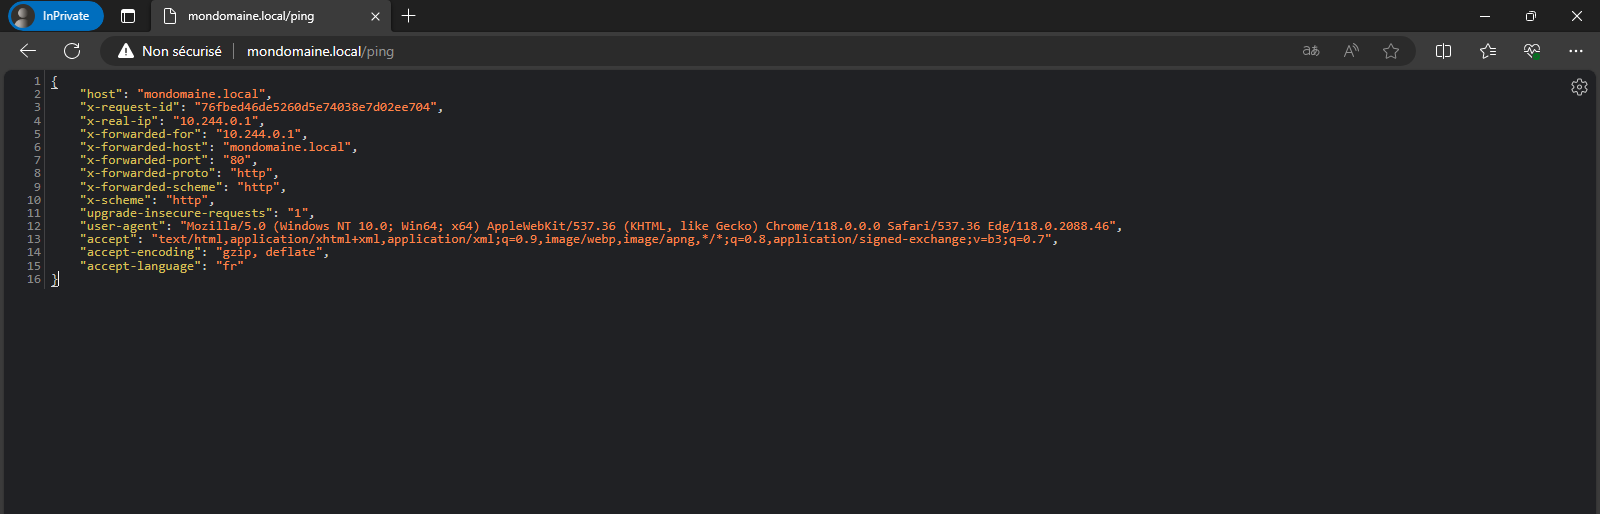 InPrivate
mondomaine.local/ping
Non sécurisé mondomaine.local/ping
1 {
2 "host": "mondomaine.local",
3 "x-request-id": "76fbed46de5260d5e74038e7d02ee704",
4 "x-real-ip": "10.244.0.1",
5 "x-forwarded-for": "10.244.0.1",
6 "x-forwarded-host": "mondomaine.local",
7 "x-forwarded-port": "80",
8 "x-forwarded-proto": "http",
9 "x-forwarded-scheme": "http",
10 "x-scheme": "http",
11 "upgrade-insecure-requests": "1",
12 "user-agent": "Mozilla/5.0 (Windows NT 10.0; Win64; x64) AppleWebKit/537.36 (KHTML, like Gecko) Chrome/118.0.0.0 Safari/537.36 Edg/118.0.2088.46",
13 "accept": "text/html,application/xhtml+xml,application/xml;q=0.9,image/webp,image/apng,*/*;q=0.8,application/signed-exchange;v=b3;q=0.7",
14 "accept-encoding": "gzip, deflate",
15 "accept-language": "fr"
16 }